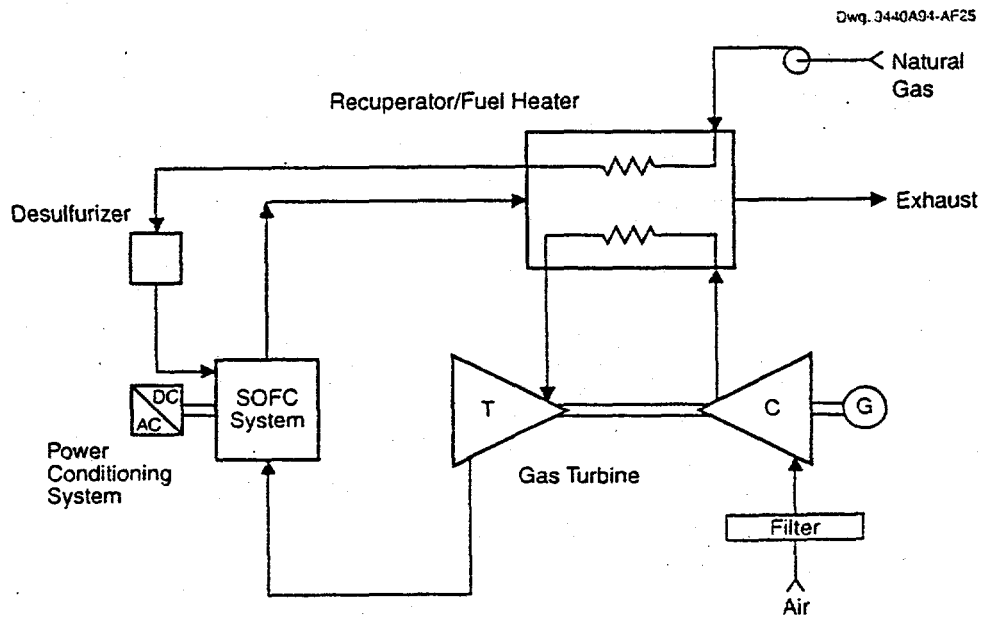 Dwg. 9440A94-AF25
Natural
Gas
Recuperator/Fuel Heater
Exhaust
Desulfurizer
SOFC
System
DC
AC
Power
Conditioning
System
T
C
G
Gas Turbine
Filter
Air